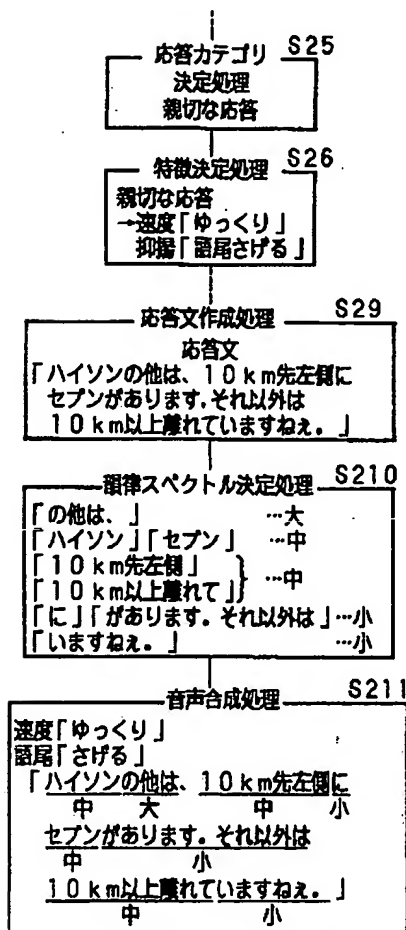 応答カテゴリ S25
決定処理
親切な応答
特徴決定処理 S26
親切な応答
→速度「ゆっくり」
抑揚「語尾さげる」
応答文作成処理 S29
応答文
「ハイソンの他は、10km先左側に
セブンがあります.それ以外は
10km以上離れていますねぇ。」
韻律スペクトル決定処理 S210
「の他は、」 …大
「ハイソン」「セブン」 …中
「10km先左側」
「10km以上離れて」 …中
「に」「があります。それ以外は」…小
「いますねぇ。」 …小
音声合成処理 S211
速度「ゆっくり」
語尾「さげる」
「ハイソンの他は、10km先左側に
中 大 中 小
セブンがあります。それ以外は
中 小
10km以上離れていますねぇ。」
中 小